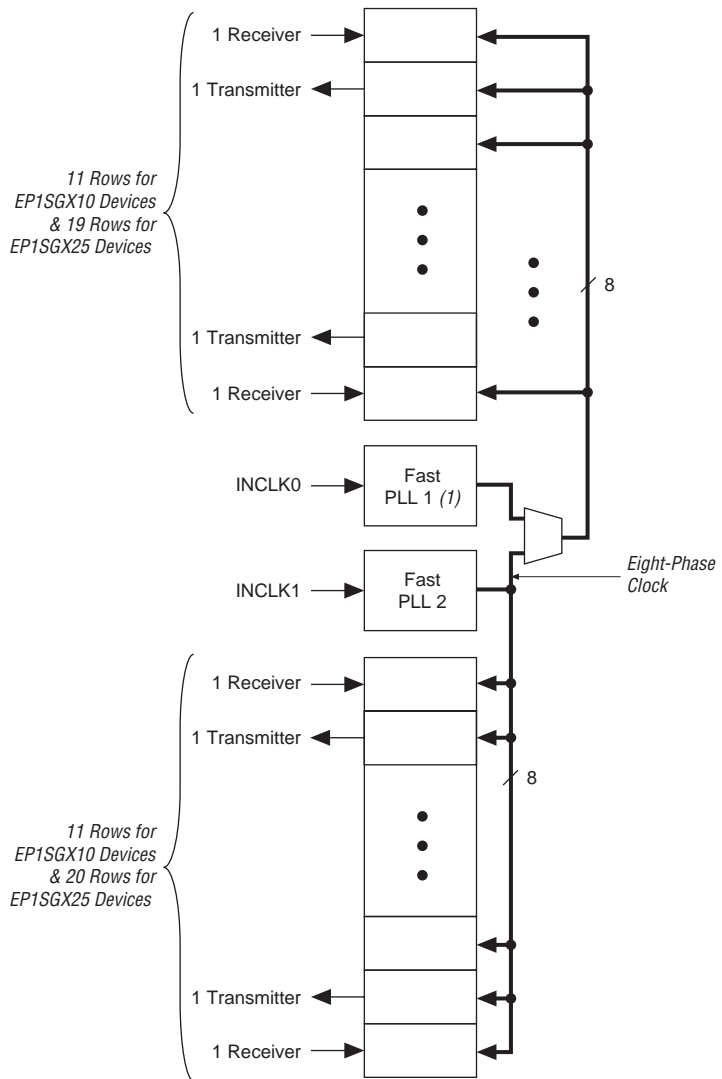 1 Receiver
1 Transmitter
11 Rows for
EP1SGX10 Devices
& 19 Rows for
EP1SGX25 Devices
8
1 Transmitter
1 Receiver
INCLK0
Fast
PLL 1 (1)
INCLK1
Fast
PLL 2
Eight-Phase
Clock
1 Receiver
1 Transmitter
8
11 Rows for
EP1SGX10 Devices
& 20 Rows for
EP1SGX25 Devices
1 Transmitter
1 Receiver